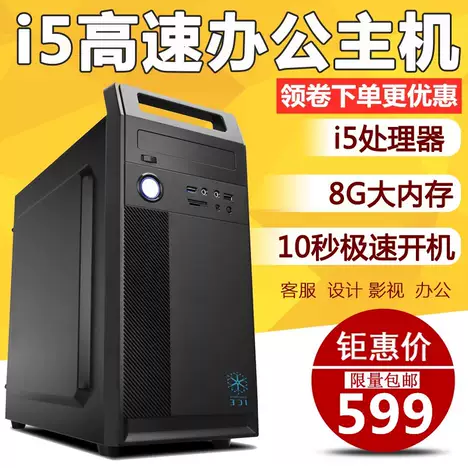 i5高速办公主机
领卷下单更优惠
i5处理器
8G大内存
10秒极速开机
客服 设计 影视 办公
钜惠价
限量包邮
599
331